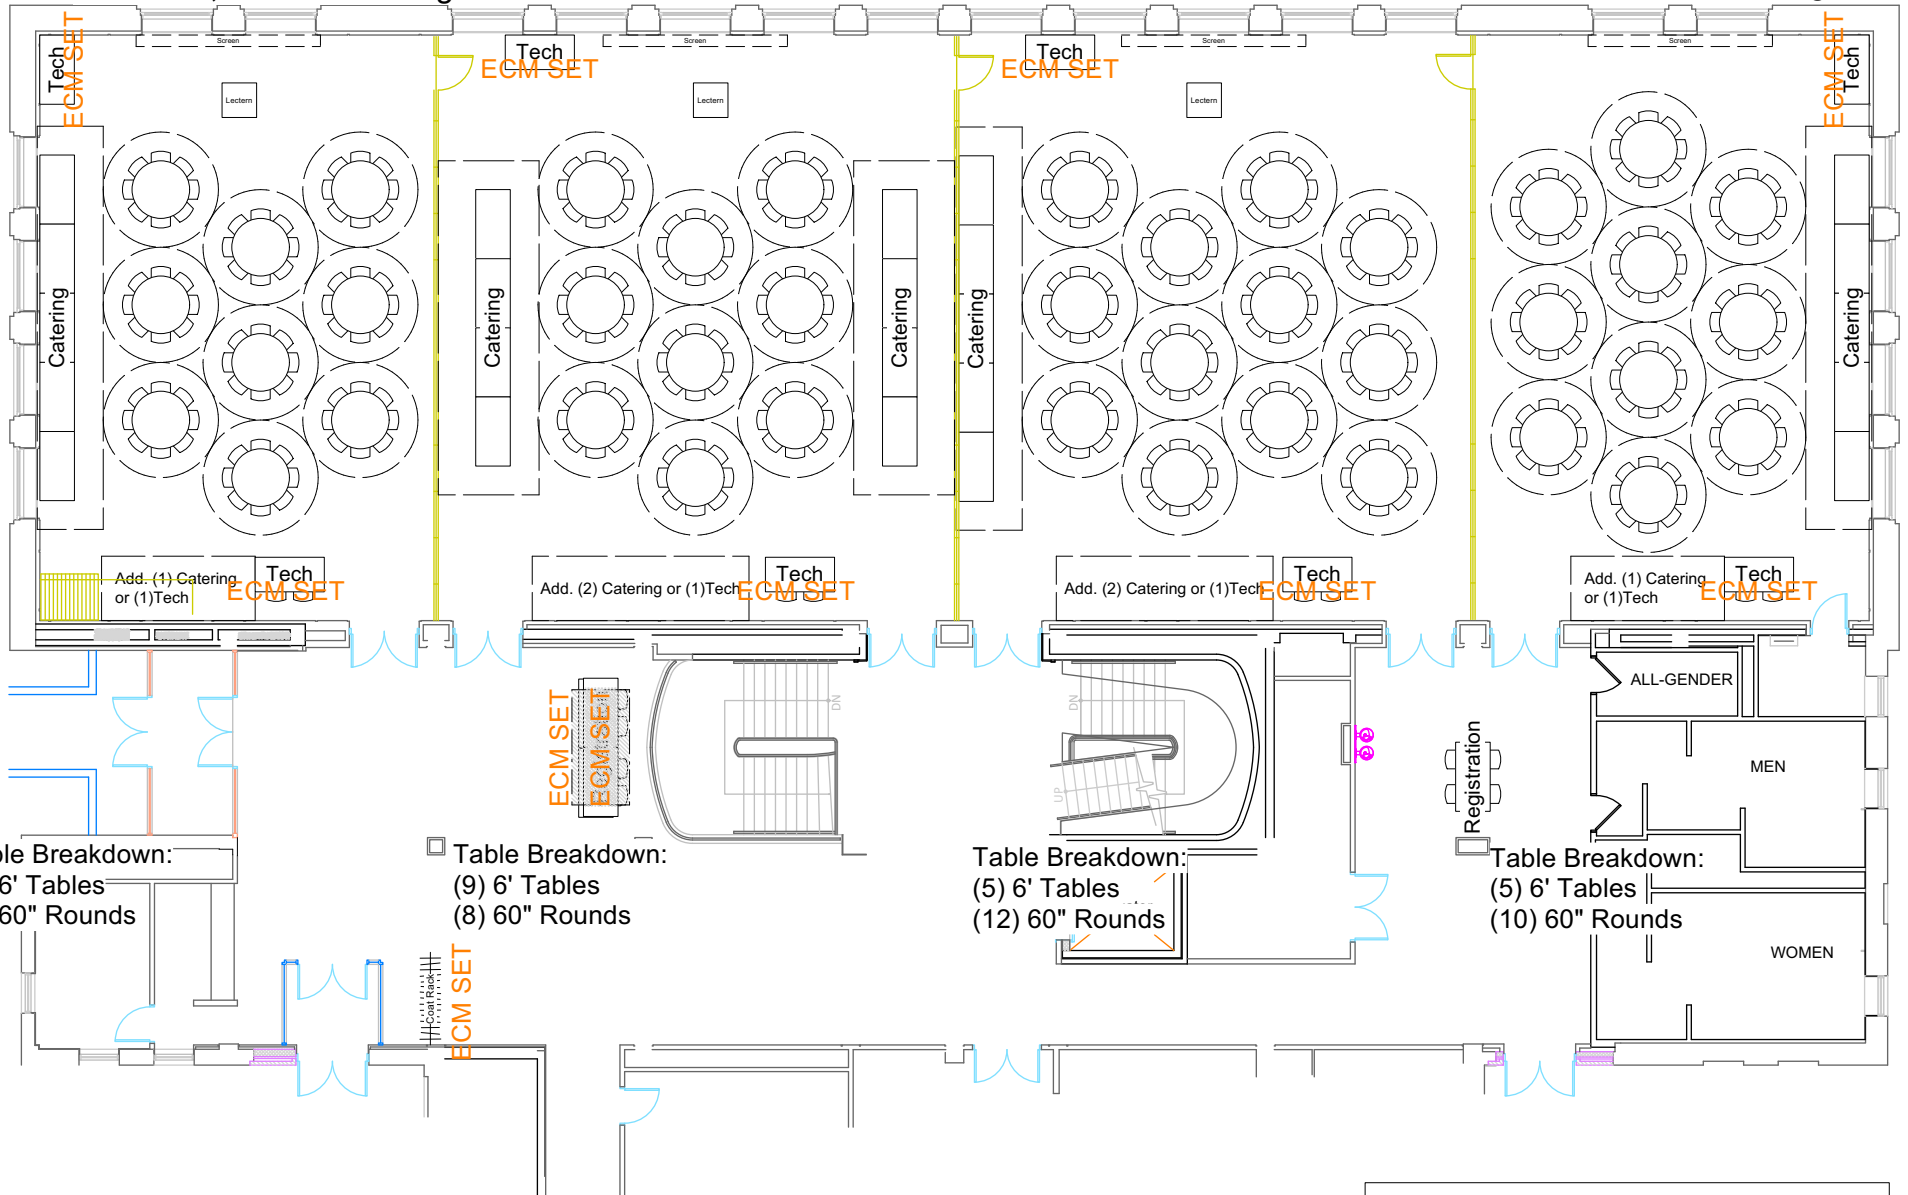 Screen
Screen
Screen
Screen
Tech
ECM SET
Tech
ECM SET
Tech
ECM SET
Tech
ECM SET
Lectern
Lectern
Lectern
Catering
Catering
Catering
Catering
Catering
Add. (1) Catering
or (1)Tech
Tech
ECM SET
Add. (2) Catering or (1)Tech
Tech
ECM SET
Add. (2) Catering or (1)Tech
Tech
ECM SET
Add. (1) Catering
or (1)Tech
Tech
ECM SET
ECM SET
ECM SET
DN
DN
UP
Registration
ALL-GENDER
MEN
WOMEN
Breakdown:
6' Tables
60" Rounds
Table Breakdown:
(9) 6' Tables
(8) 60" Rounds
Table Breakdown:
(5) 6' Tables
(12) 60" Rounds
Table Breakdown:
(5) 6' Tables
(10) 60" Rounds
Coat Rack
ECM SET